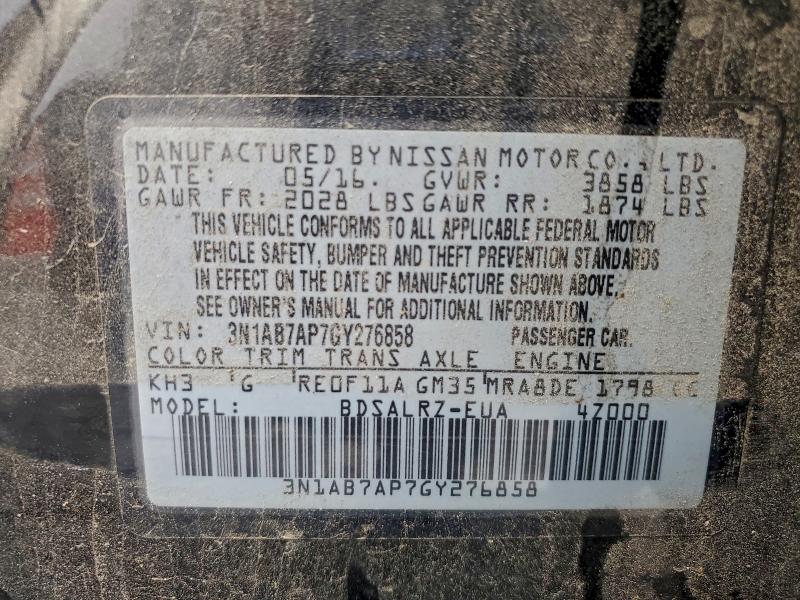 MANUFACTURED BY NISSAN MOTOR CO., LTD.
DATE: 05/16. GVWR: 3858 LBS
GAWR FR: 2028 LBS GAWR RR: 1874 LBS
THIS VEHICLE CONFORMS TO ALL APPLICABLE FEDERAL MOTOR
VEHICLE SAFETY, BUMPER AND THEFT PREVENTION STANDARDS
IN EFFECT ON THE DATE OF MANUFACTURE SHOWN ABOVE.
SEE OWNER'S MANUAL FOR ADDITIONAL INFORMATION.
VIN: 3N1AB7AP7GY276858 PASSENGER CAR.
COLOR TRIM TRANS AXLE ENGINE
KH3 G RE0F11A GM35 MRA8DE 1798 CC
MODEL: BDSALRZ-EUA 4Z000
3N1AB7AP7GY276858